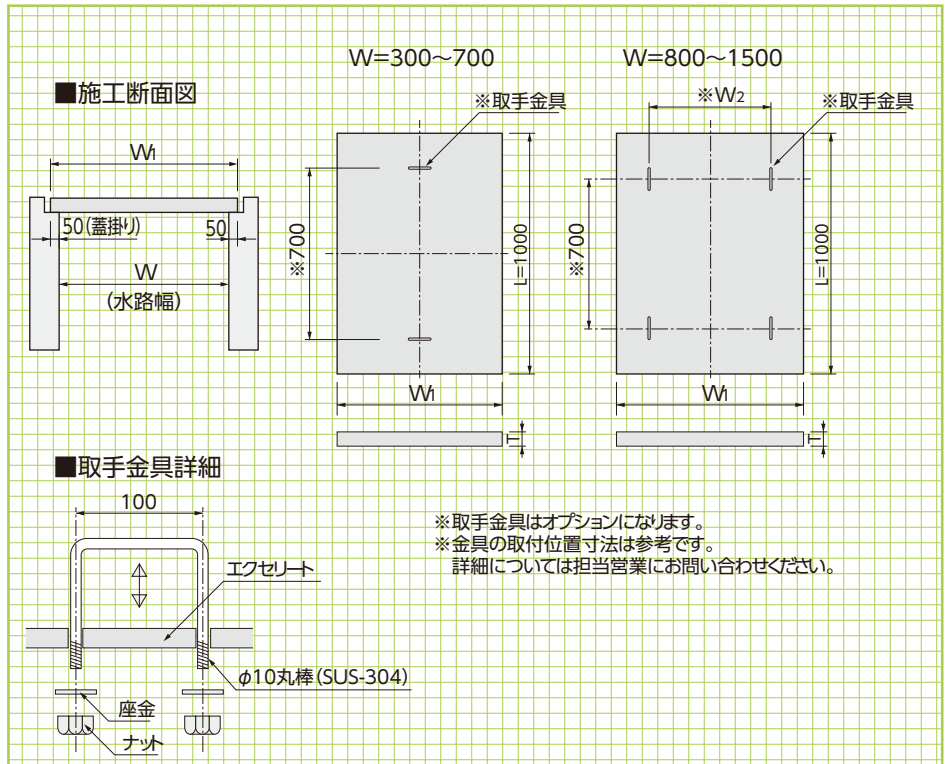 ■施工断面図
W1
50(蓋掛り)
50
W
(水路幅)
W=300〜700
※取手金具
※700
L=1000
W1
T
W=800〜1500
※W2
※取手金具
※700
L=1000
W1
T
■取手金具詳細
100
エクセリート
φ10丸棒(SUS-304)
座金
ナット
※取手金具はオプションになります。
※金具の取付位置寸法は参考です。
詳細については担当営業にお問い合わせください。